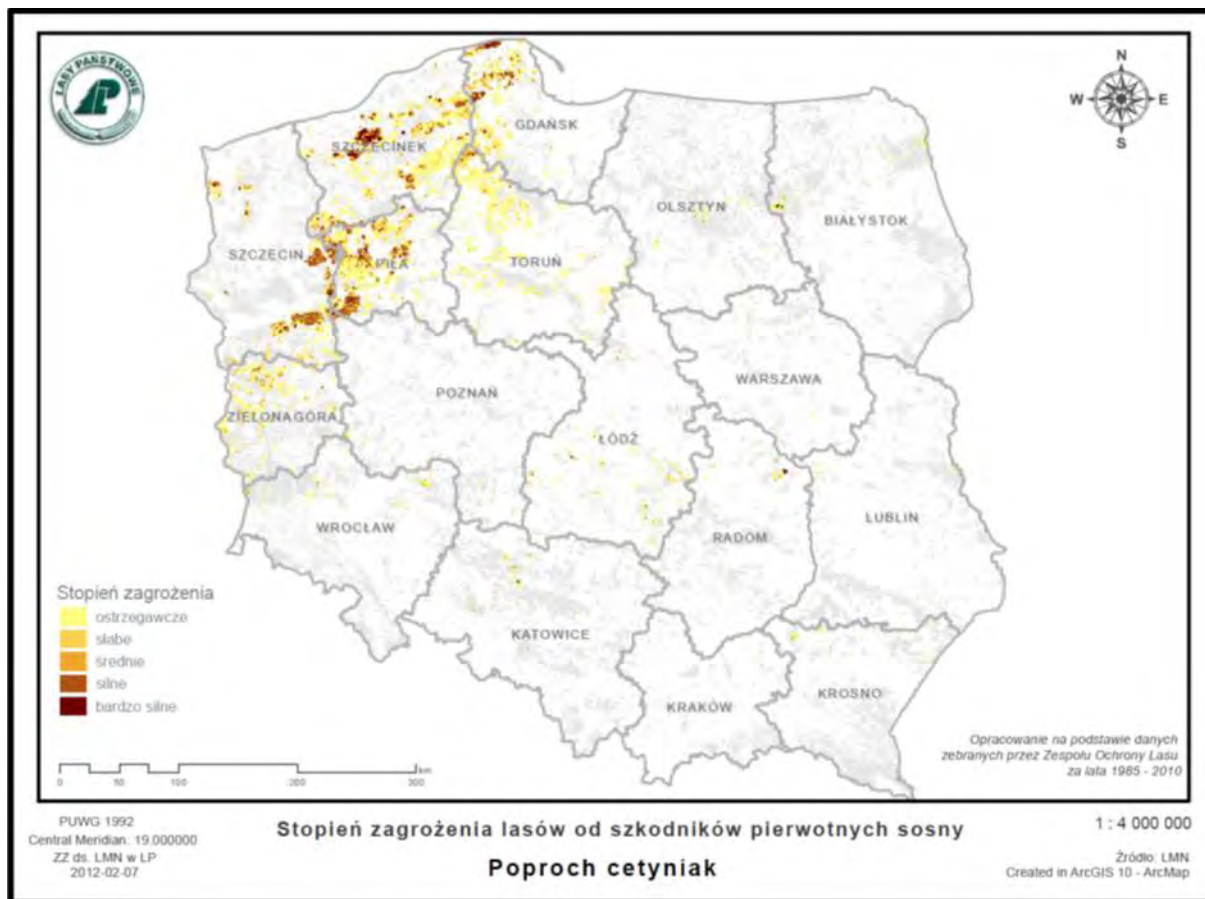 LASY PAŃSTWOWE
N
W E
S
GDAŃSK
SZCZECINEK
OLSZTYN
BIAŁYSTOK
SZCZECIN
PIŁA
TORUŃ
WARSZAWA
POZNAŃ
ZIELONA GÓRA
ŁÓDŹ
LUBLIN
WROCŁAW
RADOM
KATOWICE
KROSNO
KRAKÓW
Stopień zagrożenia
ostrzegawcze
słabe
średnie
silne
bardzo silne
0 50 100 200 300 km
Opracowanie na podstawie danych
zebranych przez Zespołu Ochrony Lasu
za lata 1985 - 2010
PUWG 1992
Central Meridian: 19.000000
ZZ ds. LMN w LP
2012-02-07
Stopień zagrożenia lasów od szkodników pierwotnych sosny
Poproch cetyniak
1 : 4 000 000
Źródło: LMN
Created in ArcGIS 10 - ArcMap